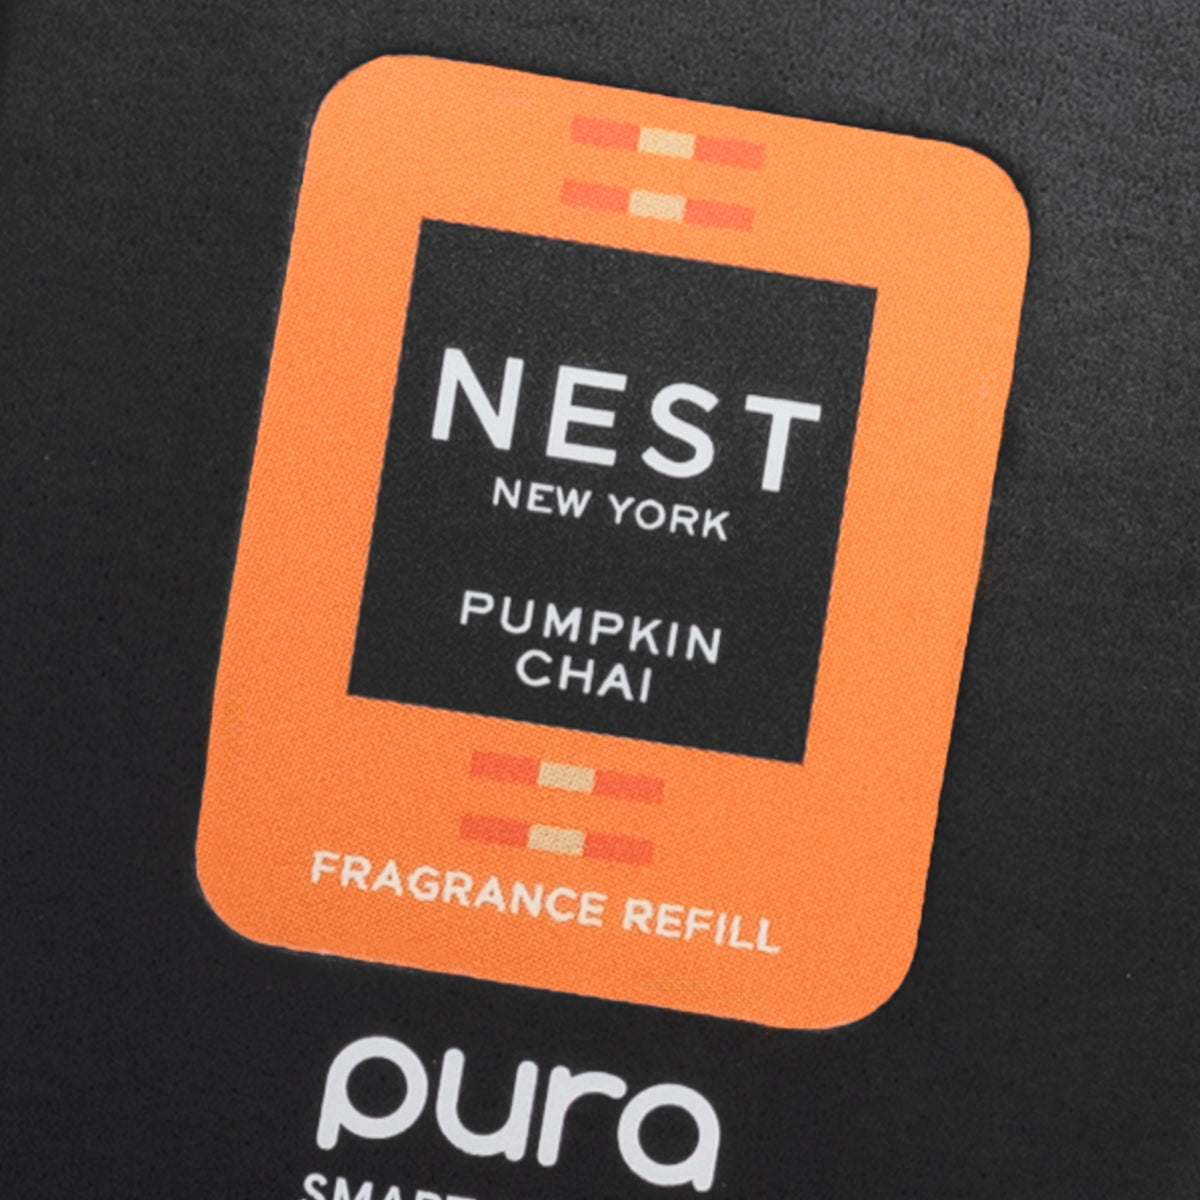 NEST
NEW YORK
PUMPKIN
CHAI
FRAGRANCE REFILL
pura